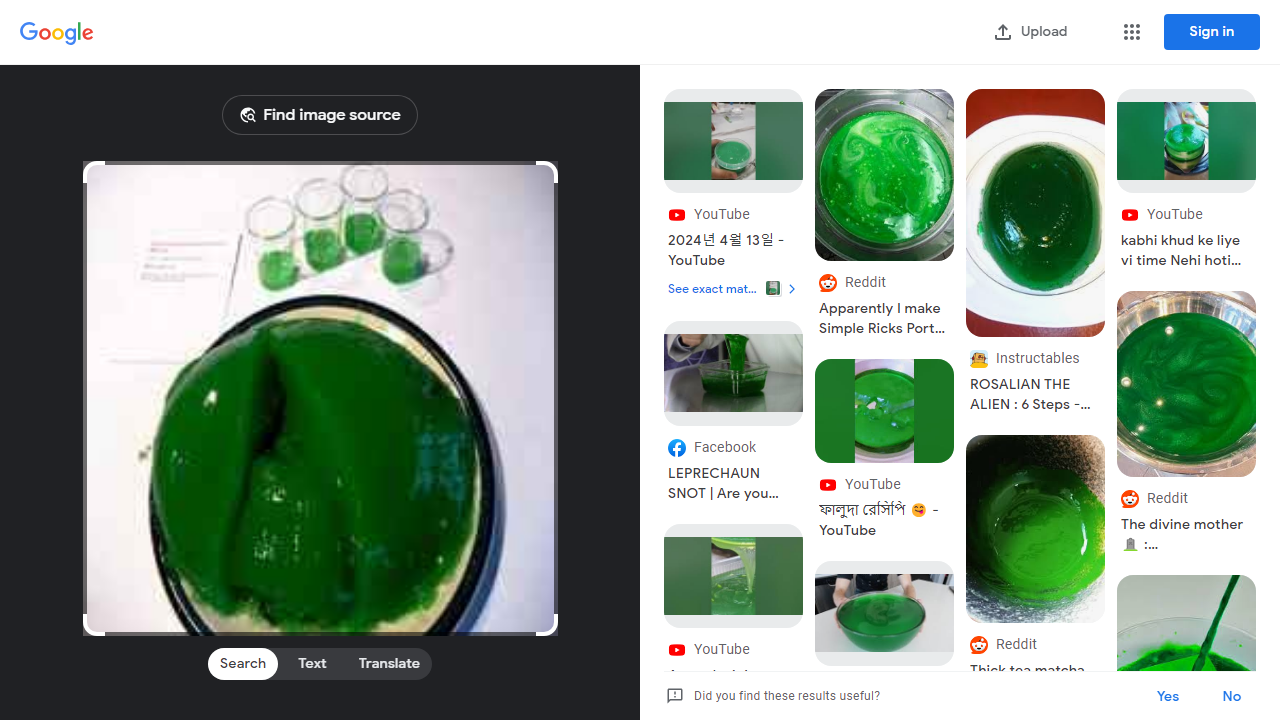 Google
Upload
Sign in
Find image source
Search
Text
Translate
YouTube
2024년 4월 13일 -
YouTube
See exact mat...
Facebook
LEPRECHAUN
SNOT | Are you...
YouTube
Reddit
Apparently I make
Simple Ricks Port...
YouTube
ফালুদা রেসিপি 😋 -
YouTube
Instructables
ROSALIAN THE
ALIEN : 6 Steps -...
Reddit
Thick tea matcha
YouTube
kabhi khud ke liye
vi time Nehi hoti...
Reddit
The divine mother
🪦 :...
Did you find these results useful?
Yes
No